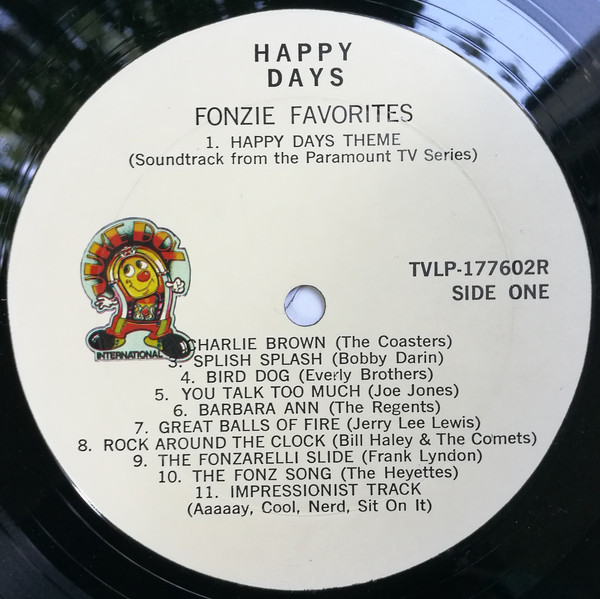 HAPPY
DAYS
FONZIE FAVORITES
1. HAPPY DAYS THEME
(Soundtrack from the Paramount TV Series)
JUKE BOX
INTERNATIONAL
TVLP-177602R
SIDE ONE
CHARLIE BROWN (The Coasters)
3. SPLISH SPLASH (Bobby Darin)
4. BIRD DOG (Everly Brothers)
5. YOU TALK TOO MUCH (Joe Jones)
6. BARBARA ANN (The Regents)
7. GREAT BALLS OF FIRE (Jerry Lee Lewis)
8. ROCK AROUND THE CLOCK (Bill Haley & The Comets)
9. THE FONZARELLI SLIDE (Frank Lyndon)
10. THE FONZ SONG (The Heyettes)
11. IMPRESSIONIST TRACK
(Aaaaay, Cool, Nerd, Sit On It)